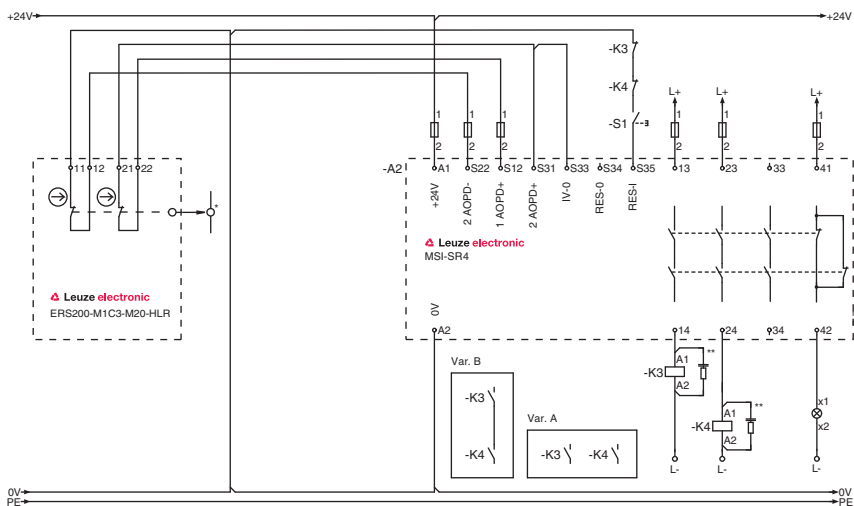 +24V
+24V
-K3
-K4
-S1
L+
L+
L+
1
1
1
1
1
1
2
2
2
2
2
2
11
12
21
22
-A2
A1
S22
S12
S31
S33
S34
S35
13
23
33
41
*
+24V
2 AOPD-
1 AOPD+
2 AOPD+
IV-0
RES-0
RES-I
Leuze electronic
MSI-SR4
Leuze electronic
ERS200-M1C3-M20-HLR
0V
A2
14
24
34
42
Var. B
-K3
-K4
Var. A
-K3
-K4
-K3
A1
A2
**
-K4
A1
A2
**
x1
x2
L-
L-
L-
0V
0V
PE
PE